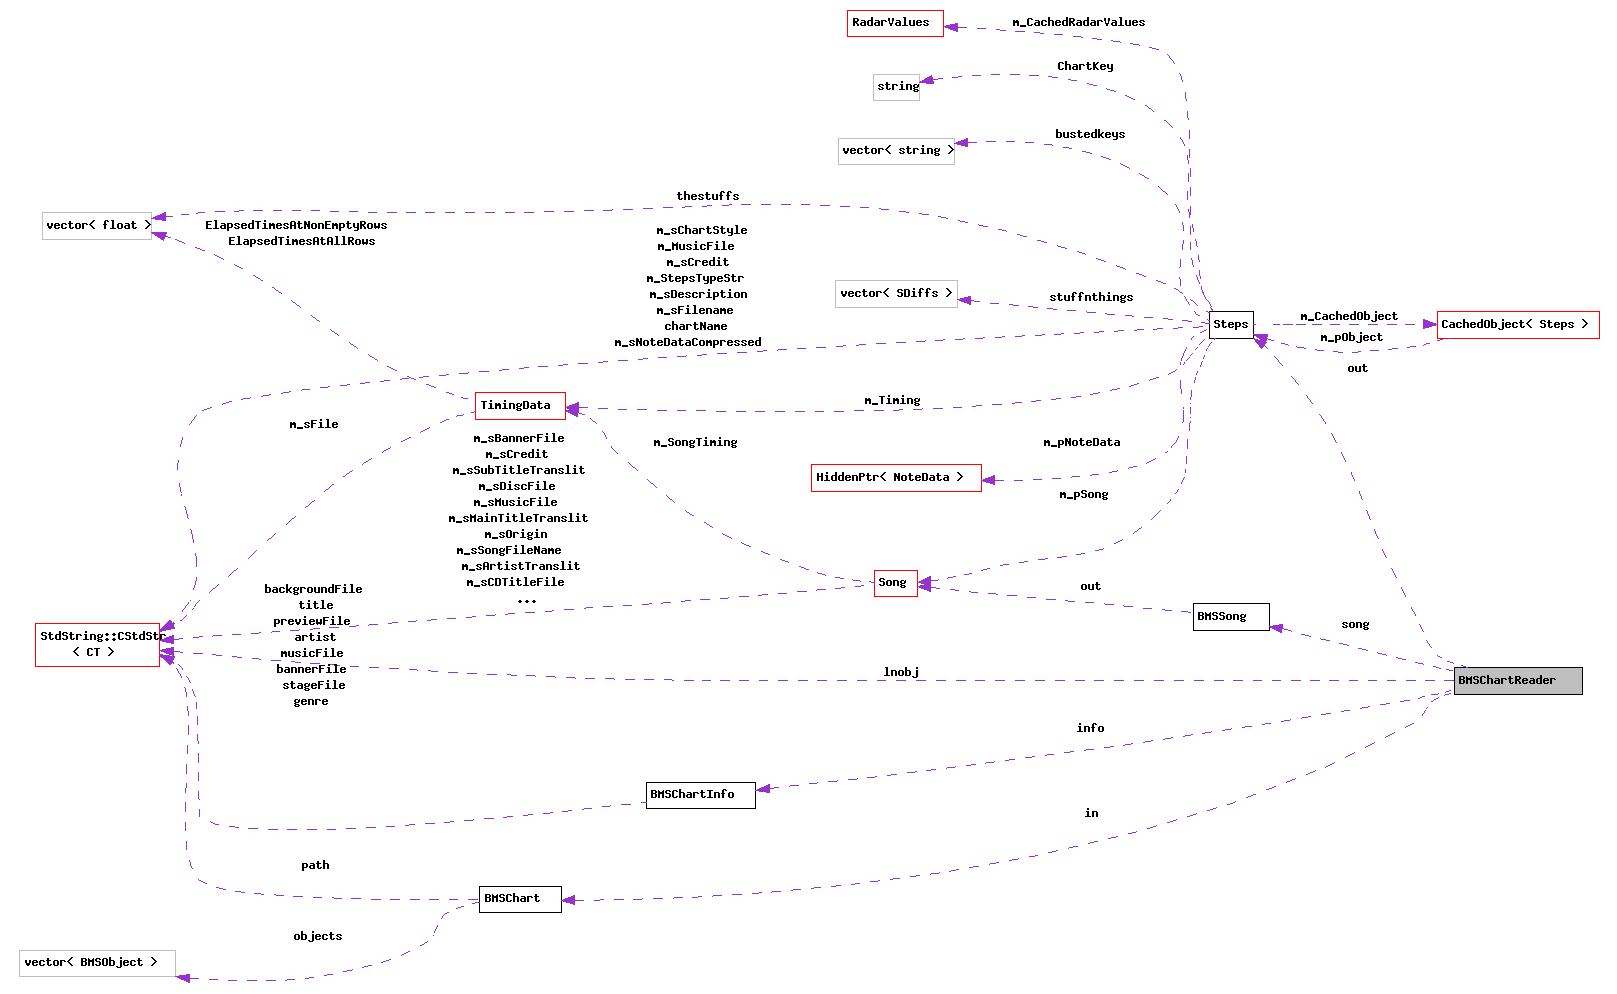 RadarValues
m_CachedRadarValues
ChartKey
string
bustedkeys
vector< string >
thestuffs
vector< float >
ElapsedTimesAtNonEmptyRows
ElapsedTimesAtAllRows
m_sChartStyle
m_MusicFile
m_sCredit
m_StepsTypeStr
m_sDescription
m_sFilename
chartName
m_sNoteDataCompressed
vector< SDiffs >
stuffnthings
Steps
m_CachedObject
CachedObject< Steps >
m_pObject
out
m_Timing
TimingData
m_sFile
m_SongTiming
m_pNoteData
HiddenPtr< NoteData >
m_pSong
m_sBannerFile
m_sCredit
m_sSubTitleTranslit
m_sDiscFile
m_sMusicFile
m_sMainTitleTranslit
m_sOrigin
m_sSongFileName
m_sArtistTranslit
m_sCDTitleFile
...
Song
out
BMSSong
song
backgroundFile
title
previewFile
artist
musicFile
bannerFile
stageFile
genre
StdString::CStdStr
< CT >
lnobj
BMSChartReader
info
BMSChartInfo
in
path
BMSChart
objects
vector< BMSObject >